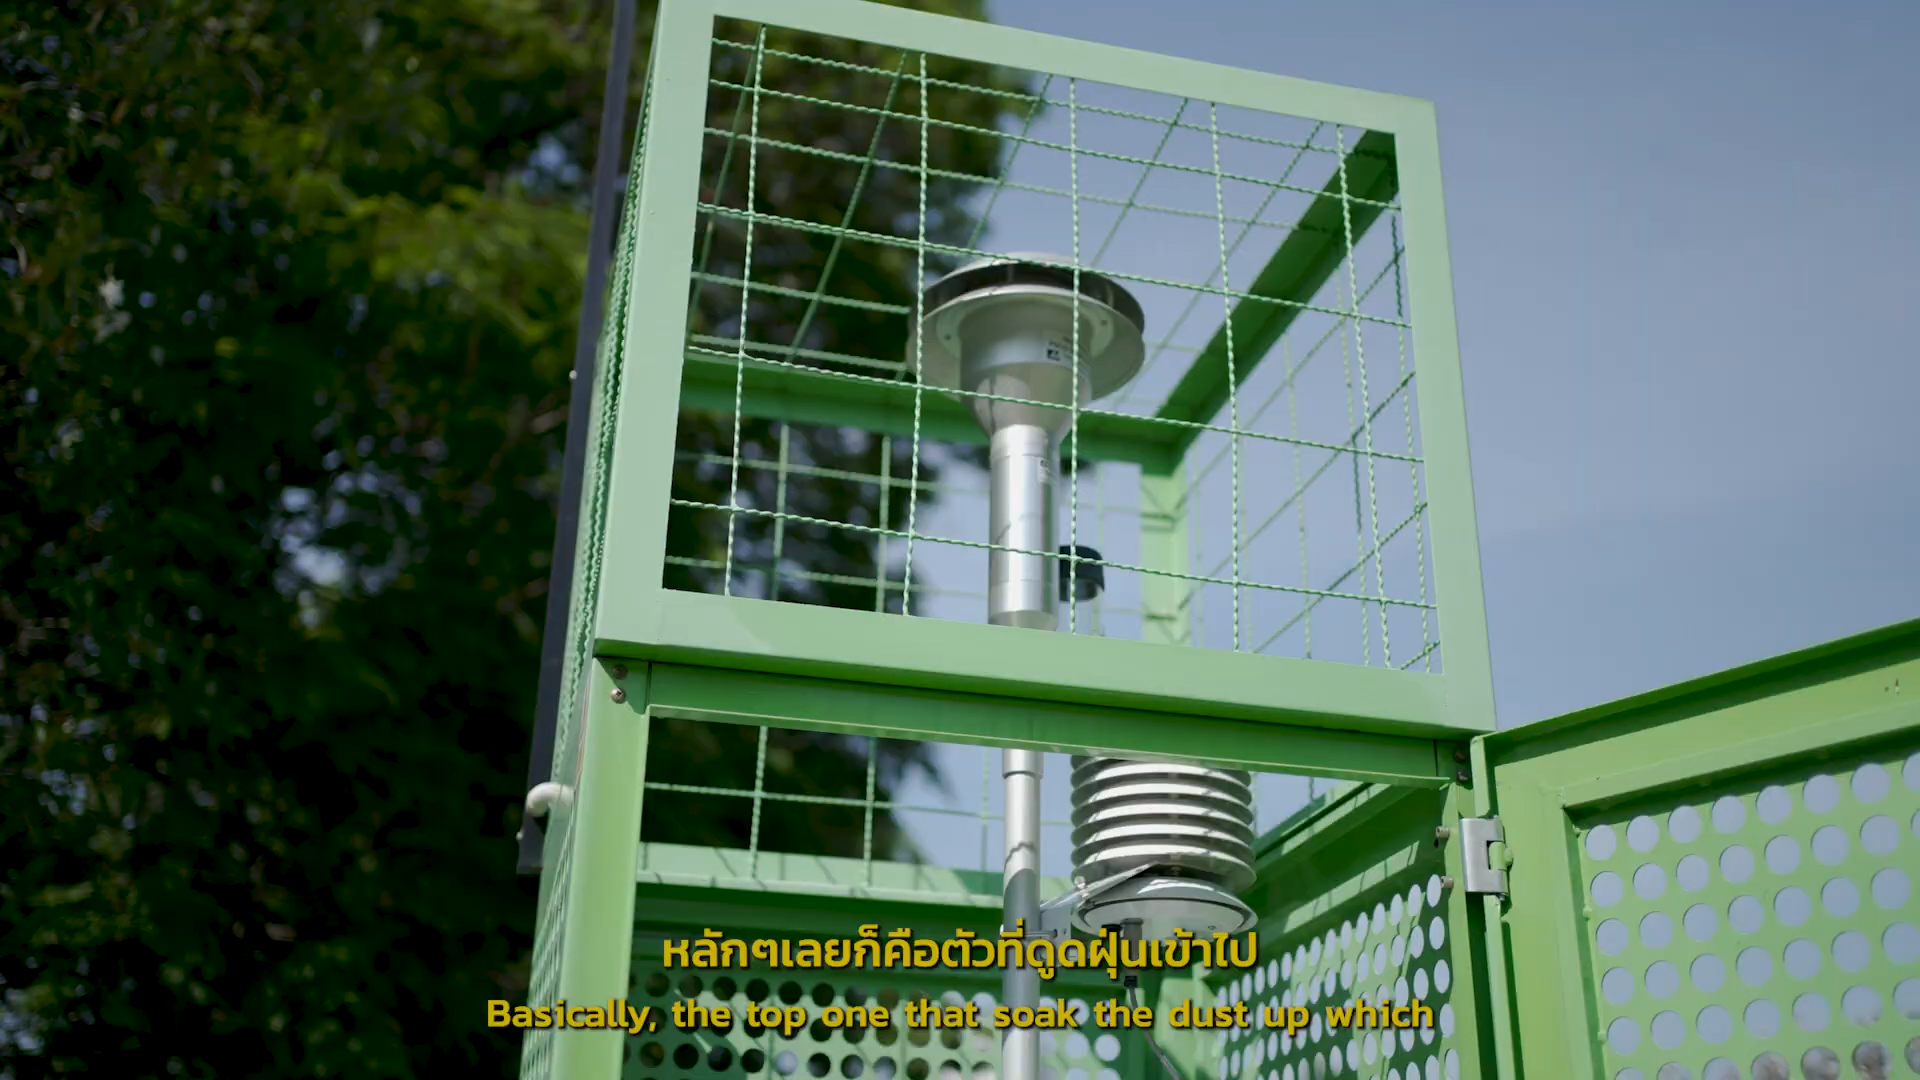 หลักๆเลยก็คือตัวที่ดูดฝุ่นเข้าไป
Basically, the top one that soak the dust up which